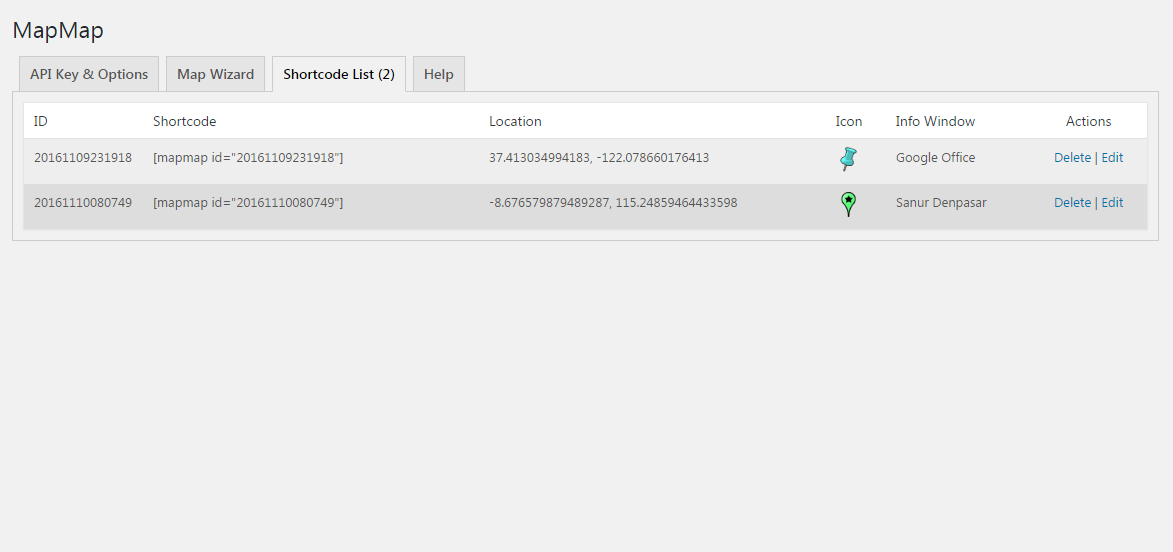 MapMap
API Key & Options Map Wizard Shortcode List (2) Help
ID Shortcode Location Icon Info Window Actions
20161109231918 [mapmap id="20161109231918"] 37.413034994183, -122.078660176413 Google Office Delete | Edit
20161110080749 [mapmap id="20161110080749"] -8.676579879489287, 115.24859464433598 Sanur Denpasar Delete | Edit